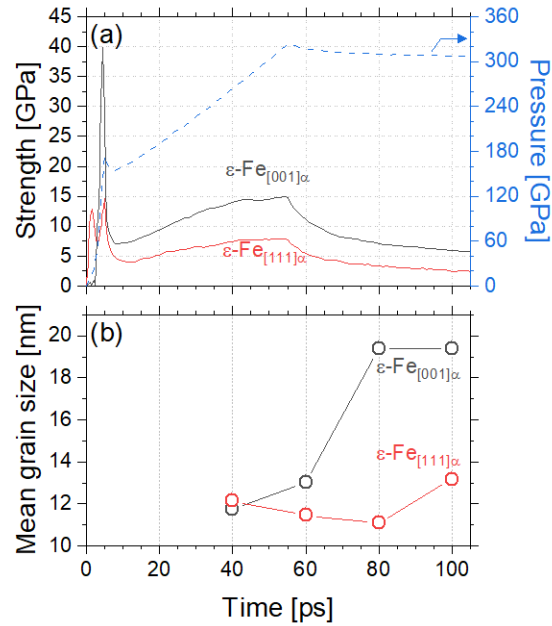 (a)
Strength [GPa]
45
40
35
30
25
20
15
10
5
0
360
300
240
180
120
60
0
Pressure [GPa]
ε-Fe[001]α
ε-Fe[111]α
(b)
Mean grain size [nm]
20
18
16
14
12
10
ε-Fe[001]α
ε-Fe[111]α
0 20 40 60 80 100
Time [ps]